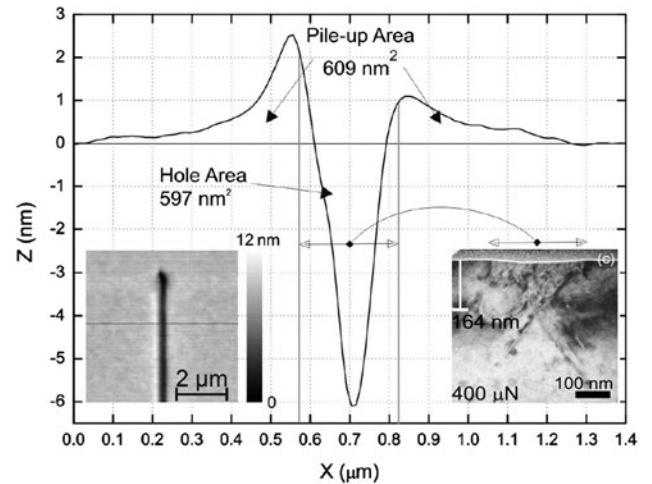 3
2
1
0
-1
-2
-3
-4
-5
-6
Z (nm)
Pile-up Area
609 nm²
Hole Area
597 nm²
12 nm
0
2 μm
(c)
164 nm
400 μN
100 nm
0.0 0.1 0.2 0.3 0.4 0.5 0.6 0.7 0.8 0.9 1.0 1.1 1.2 1.3 1.4
X (μm)